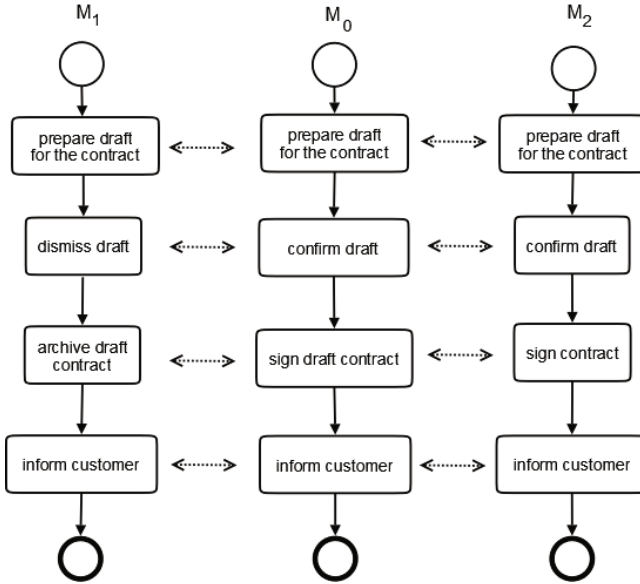 M1 M0 M2
prepare draft prepare draft prepare draft
for the contract for the contract for the contract
dismiss draft confirm draft confirm draft
archive draft
contract sign draft contract sign contract
inform customer inform customer inform customer